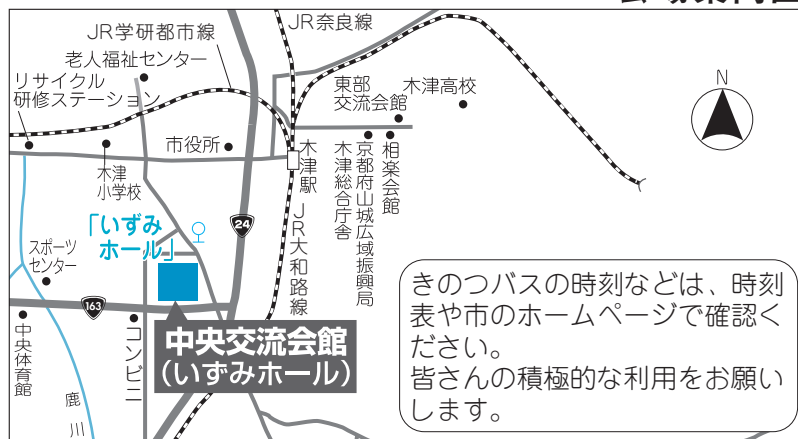 JR学研都市線
JR奈良線
老人福祉センター
リサイクル
研修ステーション
東部
交流会館
木津高校
N
市役所
木津
小学校
木津駅
木津総合庁舎
京都府山城広域振興局
相楽会館
JR大和路線
「いずみ
ホール」
24
スポーツ
センター
163
中央体育館
コンビニ
鹿川
中央交流会館
(いずみホール)
きのつバスの時刻などは、時刻
表や市のホームページで確認く
ださい。
皆さんの積極的な利用をお願い
します。